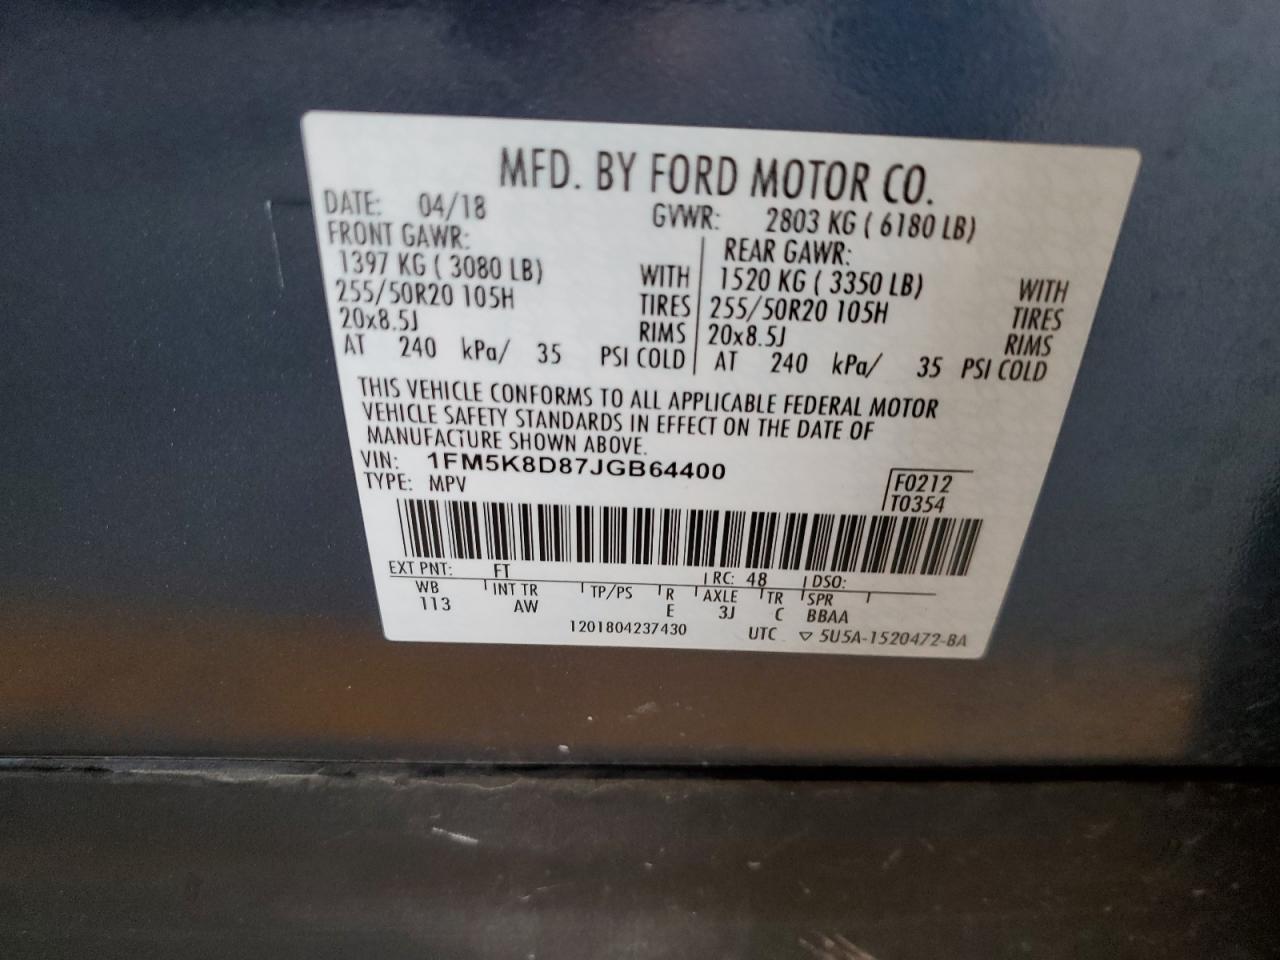 MFD. BY FORD MOTOR CO.
DATE: 04/18 GVWR: 2803 KG ( 6180 LB)
FRONT GAWR: REAR GAWR:
1397 KG ( 3080 LB) WITH 1520 KG ( 3350 LB) WITH
255/50R20 105H TIRES 255/50R20 105H TIRES
20x8.5J RIMS 20x8.5J RIMS
AT 240 kPa/ 35 PSI COLD AT 240 kPa/ 35 PSI COLD
THIS VEHICLE CONFORMS TO ALL APPLICABLE FEDERAL MOTOR
VEHICLE SAFETY STANDARDS IN EFFECT ON THE DATE OF
MANUFACTURE SHOWN ABOVE.
VIN: 1FM5K8D87JGB64400
TYPE: MPV
F0212
T0354
EXT PNT: FT RC: 48 DSO:
WB INT TR TP/PS R AXLE TR SPR
113 AW E 3J C BBAA
1201804237430 UTC ▽ 5U5A-1520472-BA